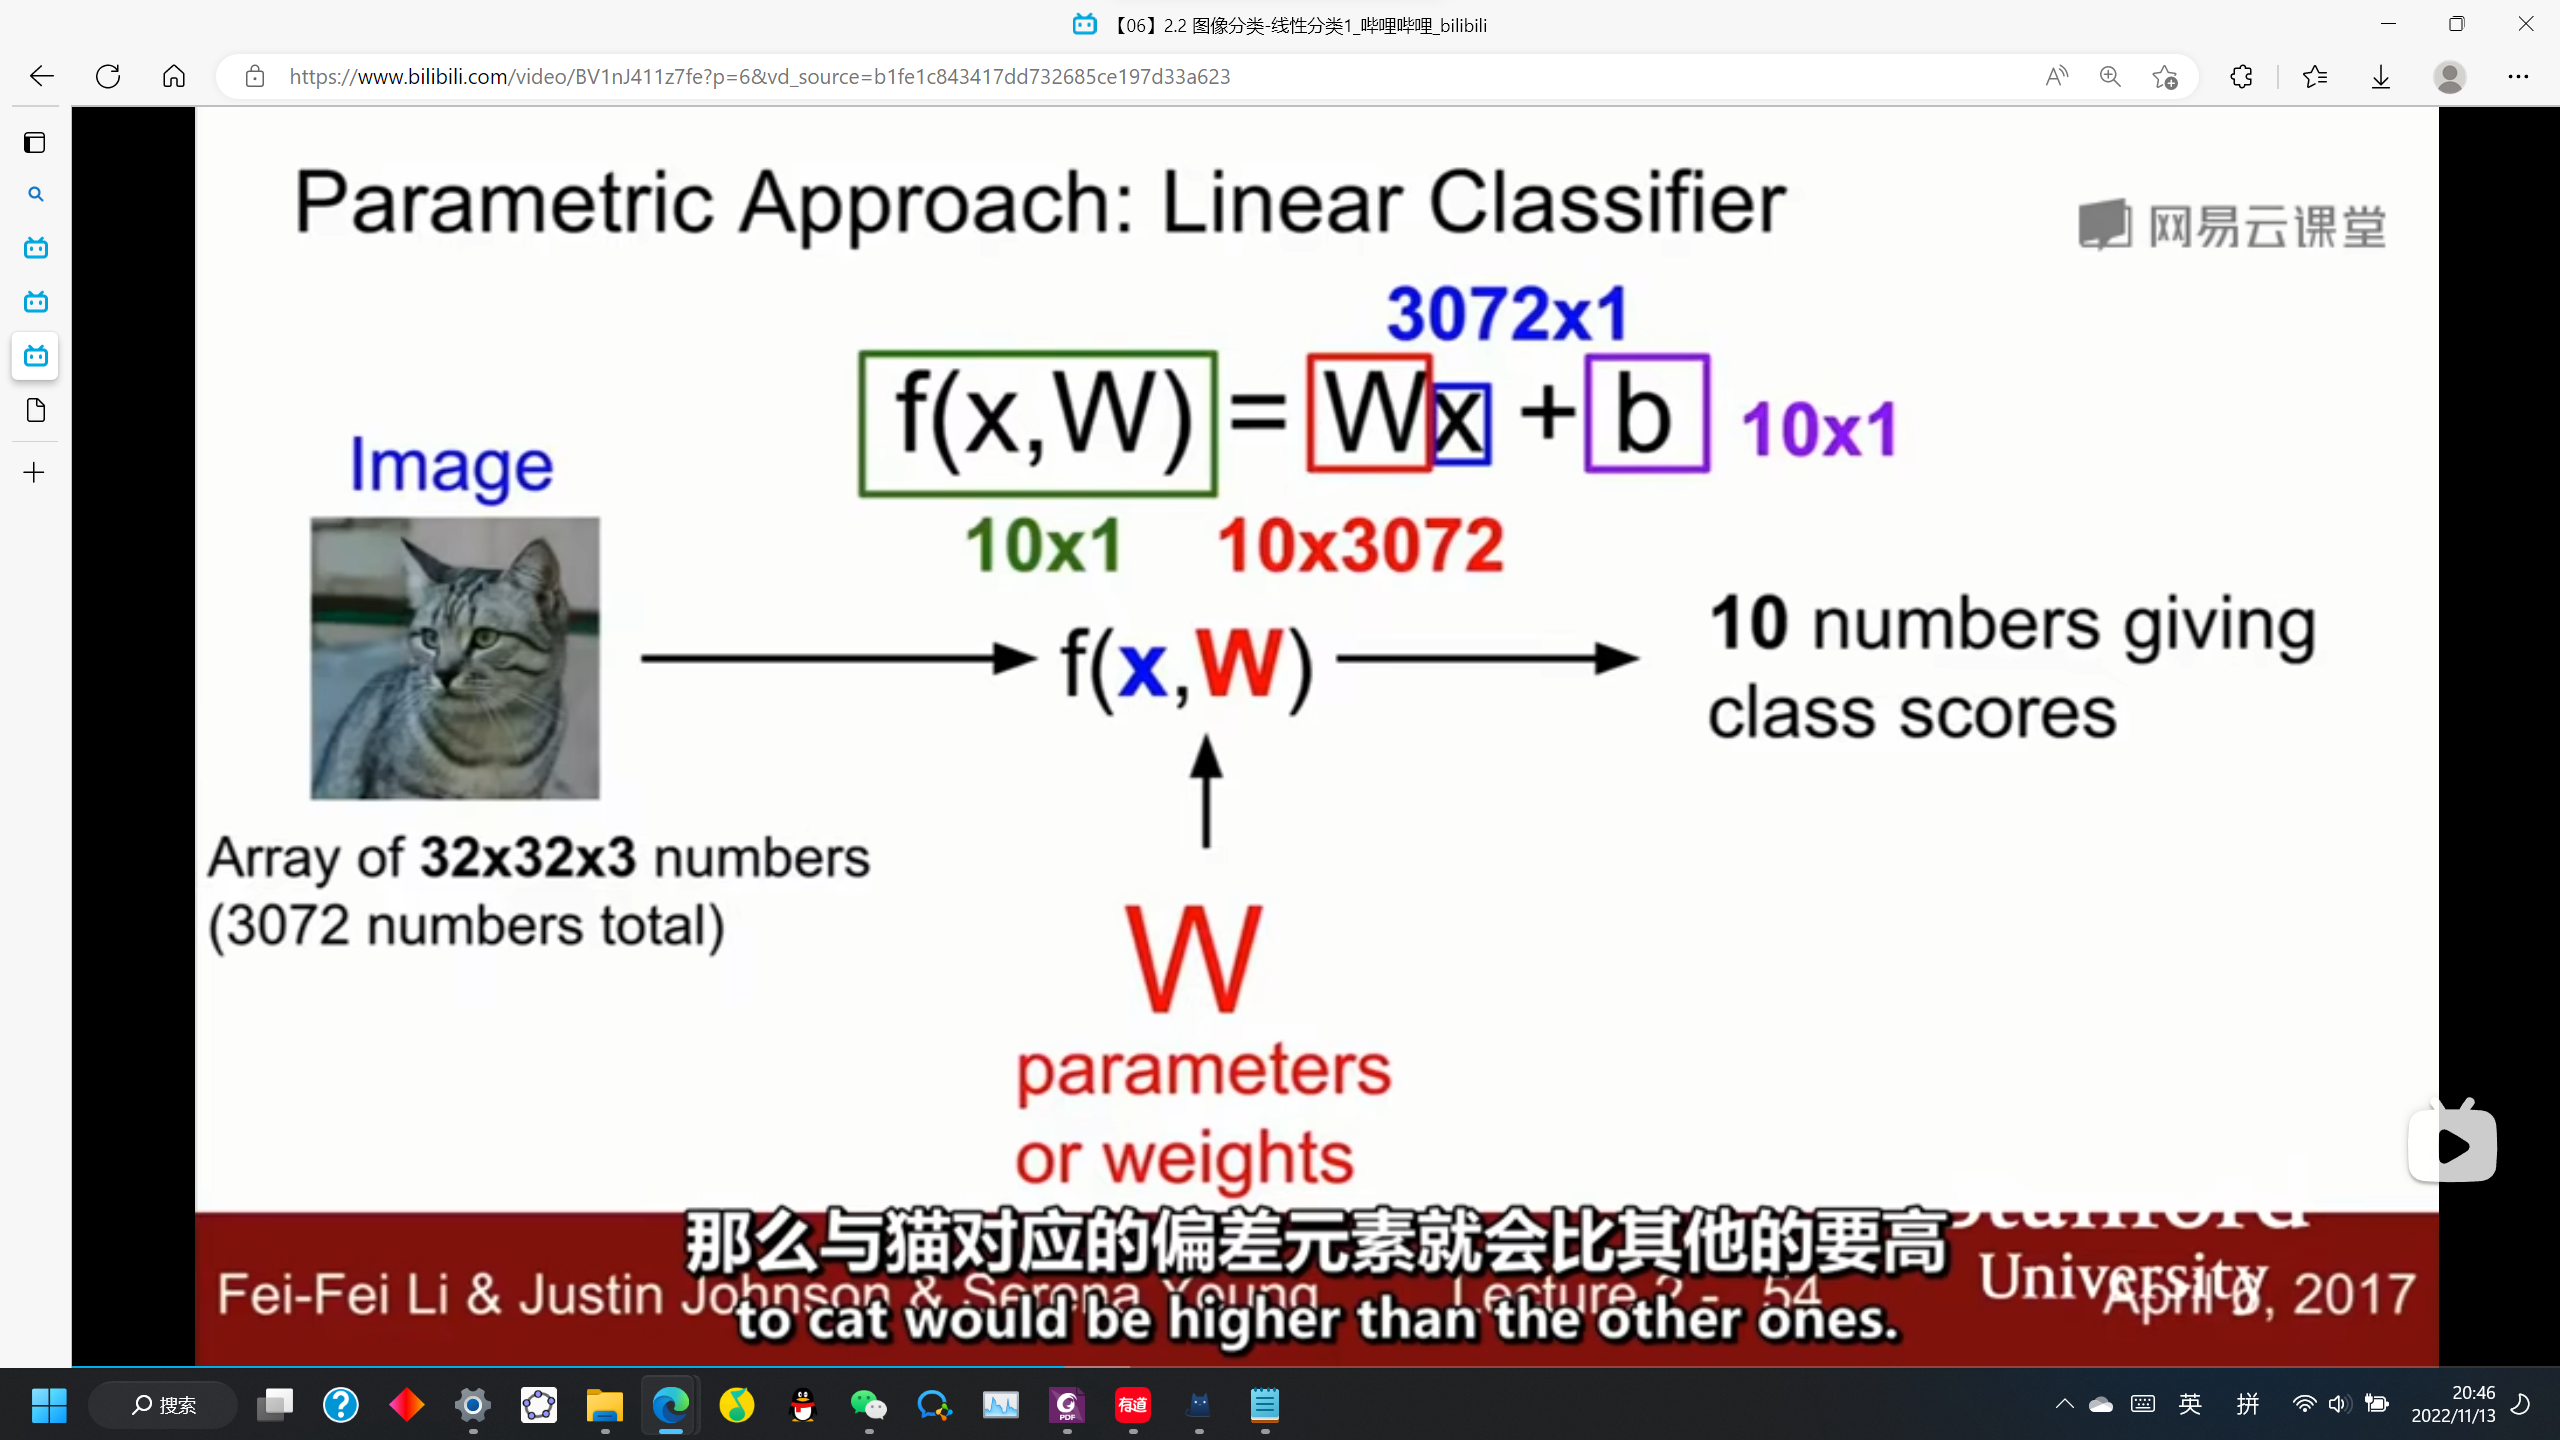 【06】2.2 图像分类-线性分类1_哔哩哔哩_bilibili
https://www.bilibili.com/video/BV1nJ411z7fe?p=6&vd_source=b1fe1c843417dd732685ce197d33a623
Parametric Approach: Linear Classifier
网易云课堂
3072x1
f(x,W) = Wx + b 10x1
10x1 10x3072
Image
f(x,W)
10 numbers giving
class scores
Array of 32x32x3 numbers
(3072 numbers total)
W
parameters
or weights
那么与猫对应的偏差元素就会比其他的要高
Stanford
University
Fei-Fei Li & Justin Johnson & Serena Yeung Lecture 2 - 54 April 6, 2017
to cat would be higher than the other ones.
搜索
PDF
有道
英
拼
20:46
2022/11/13